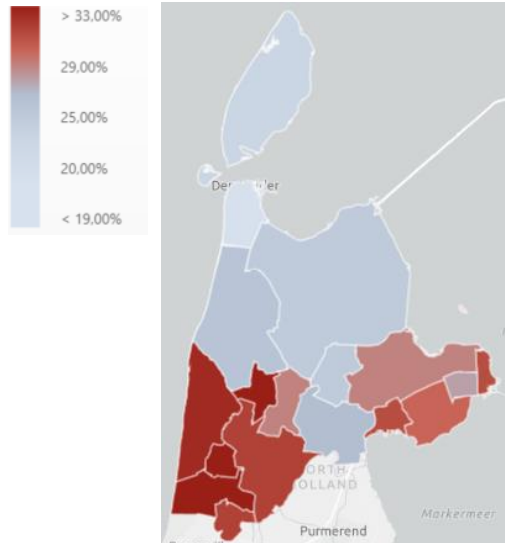 > 33.00%
29.00%
25.00%
20.00%
< 19.00%
NORTH
HOLLAND
Markermeer
Purmerend